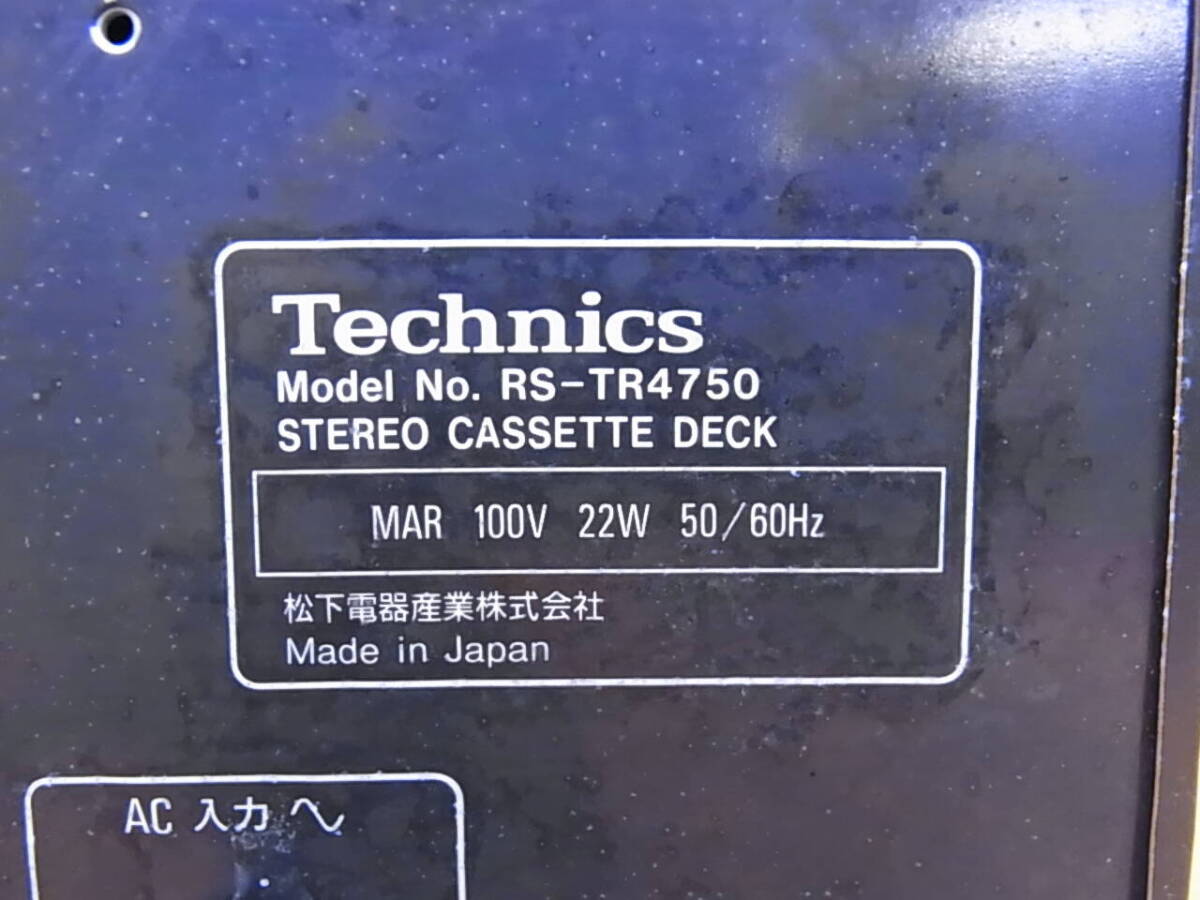 Technics
Model No. RS-TR4750
STEREO CASSETTE DECK
MAR 100V 22W 50/60Hz
松下電器産業株式会社
Made in Japan
AC 入力 ～